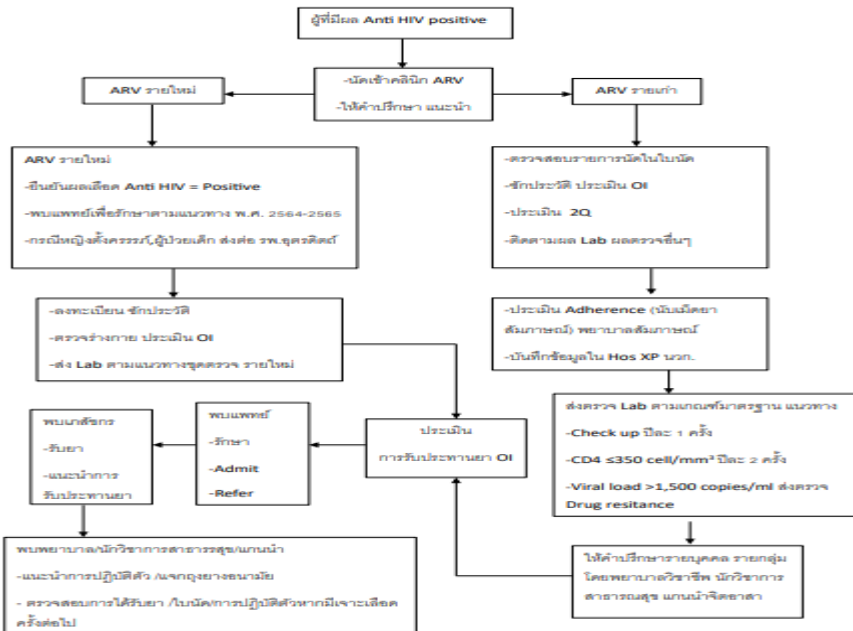 ผู้ที่มีผล Anti HIV positive
-นัดเข้าคลินิก ARV
-ให้คำปรึกษา แนะนำ
ARV รายใหม่
ARV รายเก่า
ARV รายใหม่
-ยืนยันผลเลือด Anti HIV = Positive
-พบแพทย์เพื่อรักษาตามแนวทาง พ.ศ. 2564-2565
-กรณีหญิงตั้งครรรภ์,ผู้ป่วยเด็ก ส่งต่อ รพ.อุตรดิตถ์
-ตรวจสอบรายการนัดในใบนัด
-ซักประวัติ ประเมิน OI
-ประเมิน 2Q
-ติดตามผล Lab ผลตรวจอื่นๆ
-ลงทะเบียน ซักประวัติ
-ตรวจร่างกาย ประเมิน OI
-ส่ง Lab ตามแนวทางชุดตรวจ รายใหม่
-ประเมิน Adherence (นับเม็ดยา
สัมภาษณ์) พยาบาลสัมภาษณ์
-บันทึกข้อมูลใน Hos XP นวก.
พบเภสัชกร
-รับยา
-แนะนำการ
รับประทานยา
พบแพทย์
-รักษา
-Admit
-Refer
ประเมิน
การรับประทานยา OI
ส่งตรวจ Lab ตามเกณฑ์มาตรฐาน แนวทาง
-Check up ปีละ 1 ครั้ง
-CD4 ≤350 cell/mm³ ปีละ 2 ครั้ง
-Viral load >1,500 copies/ml ส่งตรวจ
Drug resitance
พบพยาบาล/นักวิชาการสาธารรสุข/แกนนำ
-แนะนำการปฏิบัติตัว /แจกถุงยางอนามัย
- ตรวจสอบการได้รับยา /ใบนัด/การปฏิบัติตัวหากมีเจาะเลือด
ครั้งต่อไป
ให้คำปรึกษารายบุคคล รายกลุ่ม
โดยพยาบาลวิชาชีพ นักวิชาการ
สาธารณสุข แกนนำจิตอาสา